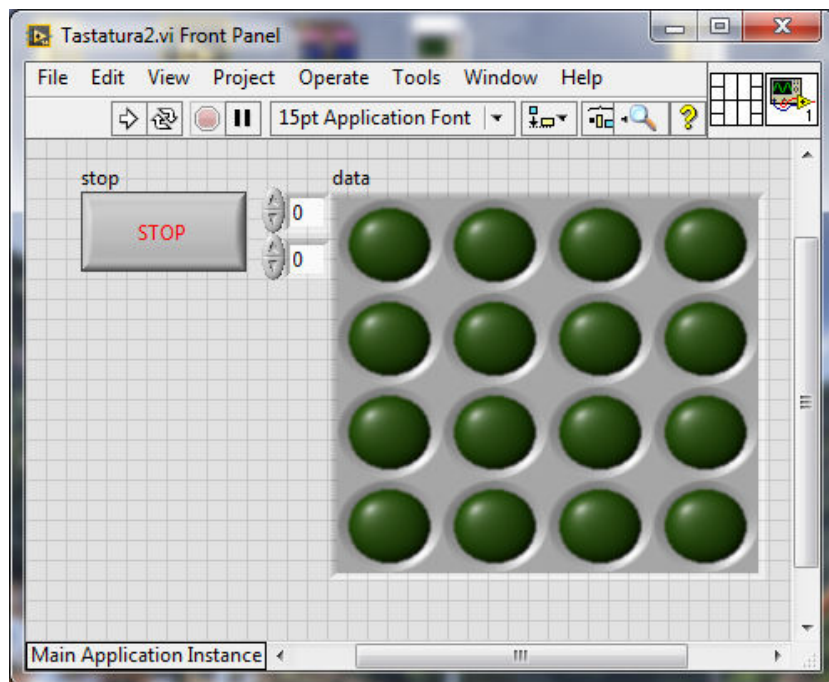 Tastatura2.vi Front Panel
File Edit View Project Operate Tools Window Help
15pt Application Font
1
stop
data
STOP
0
0
Main Application Instance